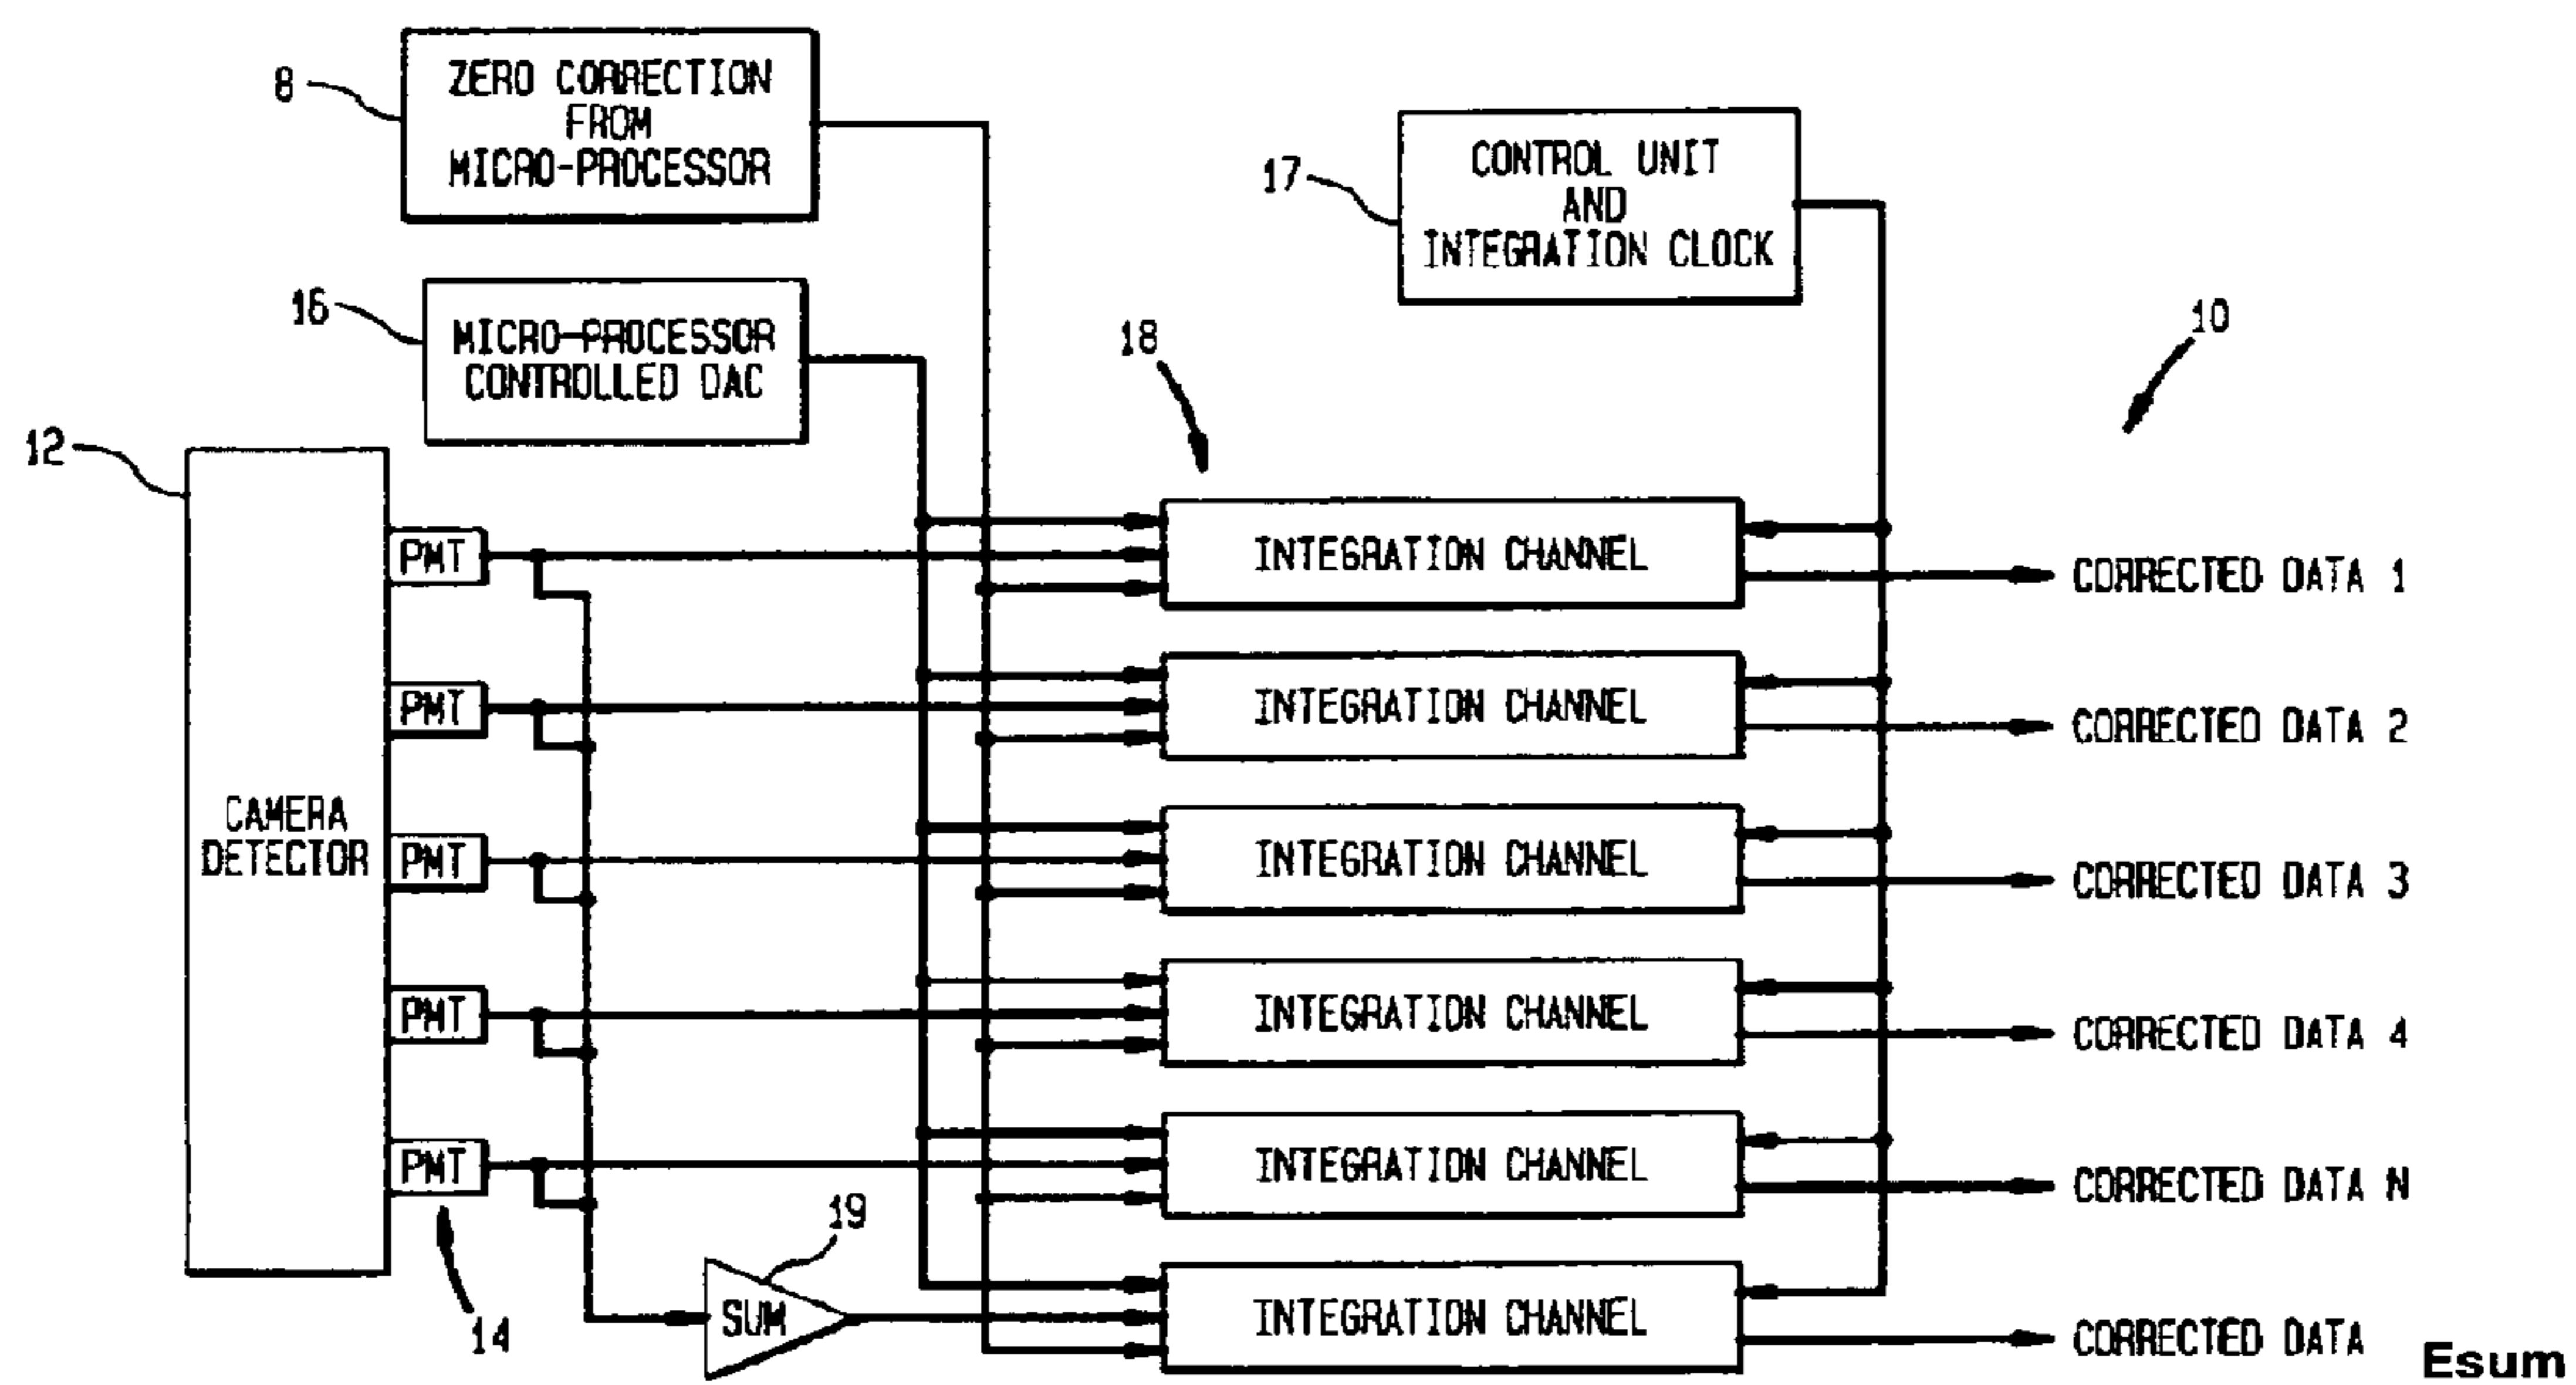 8
ZERO CORRECTION
FROM
MICRO-PROCESSOR
17
CONTROL UNIT
AND
INTEGRATION CLOCK
16
MICRO-PROCESSOR
CONTROLLED DAC
18
10
12
CAMERA
DETECTOR
PMT
INTEGRATION CHANNEL
CORRECTED DATA 1
PMT
INTEGRATION CHANNEL
CORRECTED DATA 2
PMT
INTEGRATION CHANNEL
CORRECTED DATA 3
PMT
INTEGRATION CHANNEL
CORRECTED DATA 4
PMT
INTEGRATION CHANNEL
CORRECTED DATA N
14
19
SUM
INTEGRATION CHANNEL
CORRECTED DATA Esum